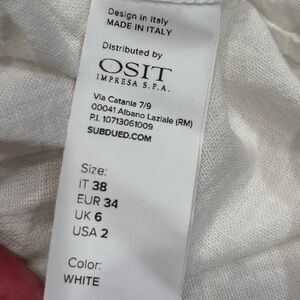 Design in Italy
MADE IN ITALY
Distributed by
OSIT
IMPRESA S.P.A.
Via Catania 7/9
00041 Albano Laziale (RM)
P.I. 10713061009
SUBDUED.COM
Size:
IT 38
EUR 34
UK 6
USA 2
Color:
WHITE